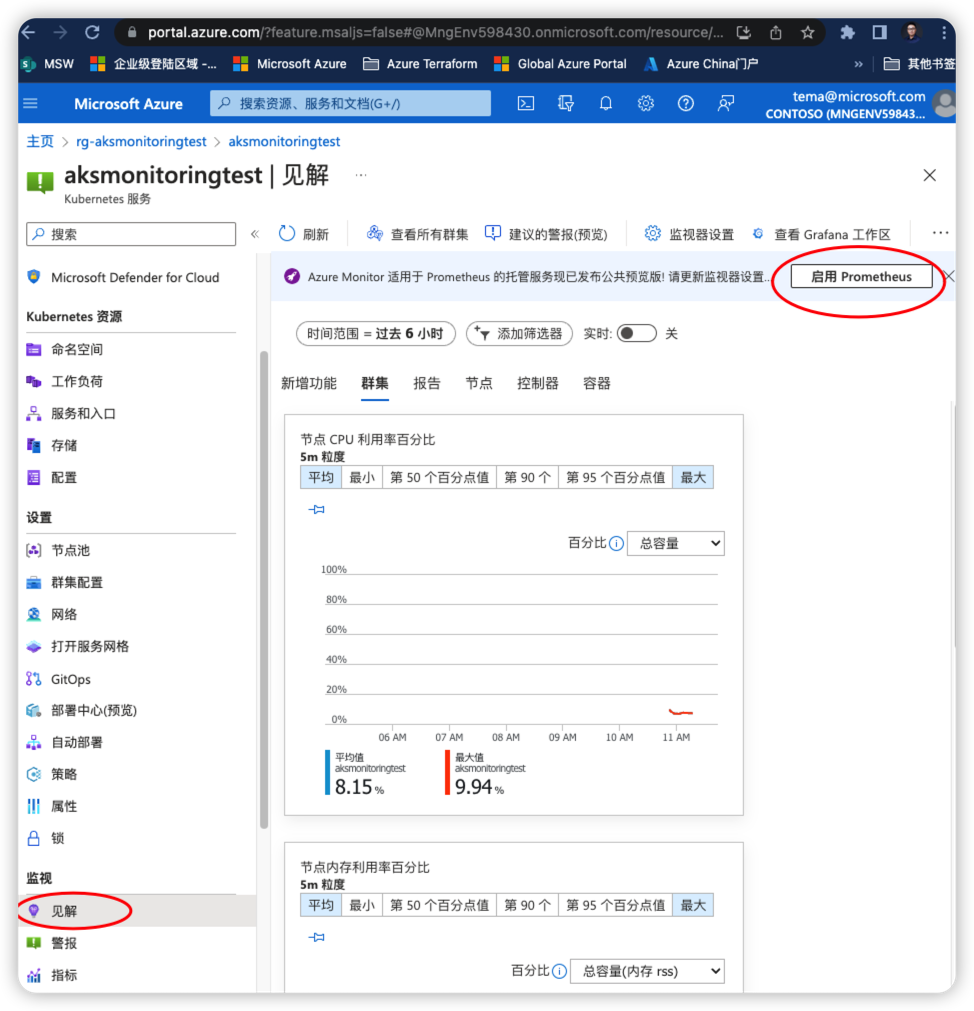 portal.azure.com/?feature.msaljs=false#@MngEnv598430.onmicrosoft.com/resource/...
MSW 企业级登陆区域 -... Microsoft Azure Azure Terraform Global Azure Portal Azure China门户 » 其他书签
Microsoft Azure 搜索资源、服务和文档(G+/) tema@microsoft.com
CONTOSO (MNGENV59843...
主页 > rg-aksmonitoringtest > aksmonitoringtest
aksmonitoringtest | 见解 ...
Kubernetes 服务
搜索 « 刷新 查看所有群集 建议的警报(预览) 监视器设置 查看 Grafana 工作区 ...
Microsoft Defender for Cloud
Azure Monitor 适用于 Prometheus 的托管服务现已发布公共预览版! 请更新监视器设置... 启用 Prometheus
Kubernetes 资源
命名空间
工作负荷
服务和入口
存储
配置
设置
节点池
群集配置
网络
打开服务网格
GitOps
部署中心(预览)
自动部署
策略
属性
锁
监视
见解
警报
指标
时间范围 = 过去 6 小时 添加筛选器 实时: 关
新增功能 群集 报告 节点 控制器 容器
节点 CPU 利用率百分比
5m 粒度
平均 最小 第 50 个百分点值 第 90 个 第 95 个百分点值 最大
百分比 总容量
100%
80%
60%
40%
20%
0%
06 AM 07 AM 08 AM 09 AM 10 AM 11 AM
平均值
aksmonitoringtest
8.15 %
最大值
aksmonitoringtest
9.94 %
节点内存利用率百分比
5m 粒度
平均 最小 第 50 个百分点值 第 90 个 第 95 个百分点值 最大
百分比 总容量(内存 rss)